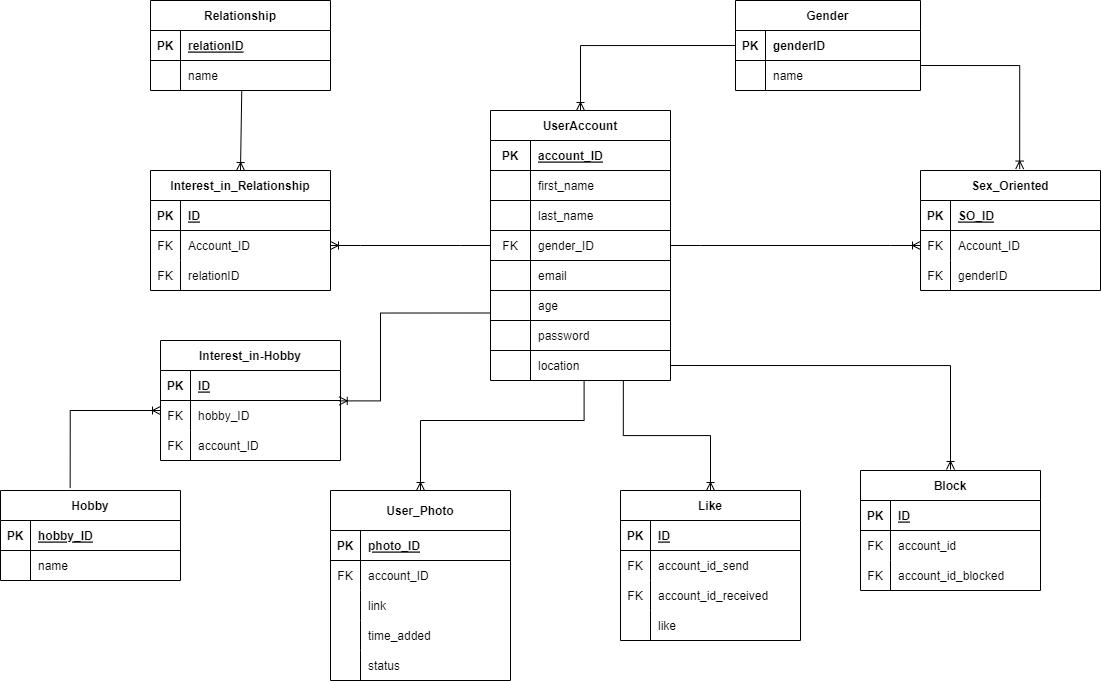 Relationship
PK relationID
name
Gender
PK genderID
name
UserAccount
PK account_ID
first_name
last_name
FK gender_ID
email
age
password
location
Interest_in_Relationship
PK ID
FK Account_ID
FK relationID
Sex_Oriented
PK SO_ID
FK Account_ID
FK genderID
Interest_in-Hobby
PK ID
FK hobby_ID
FK account_ID
Hobby
PK hobby_ID
name
User_Photo
PK photo_ID
FK account_ID
link
time_added
status
Like
PK ID
FK account_id_send
FK account_id_received
like
Block
PK ID
FK account_id
FK account_id_blocked